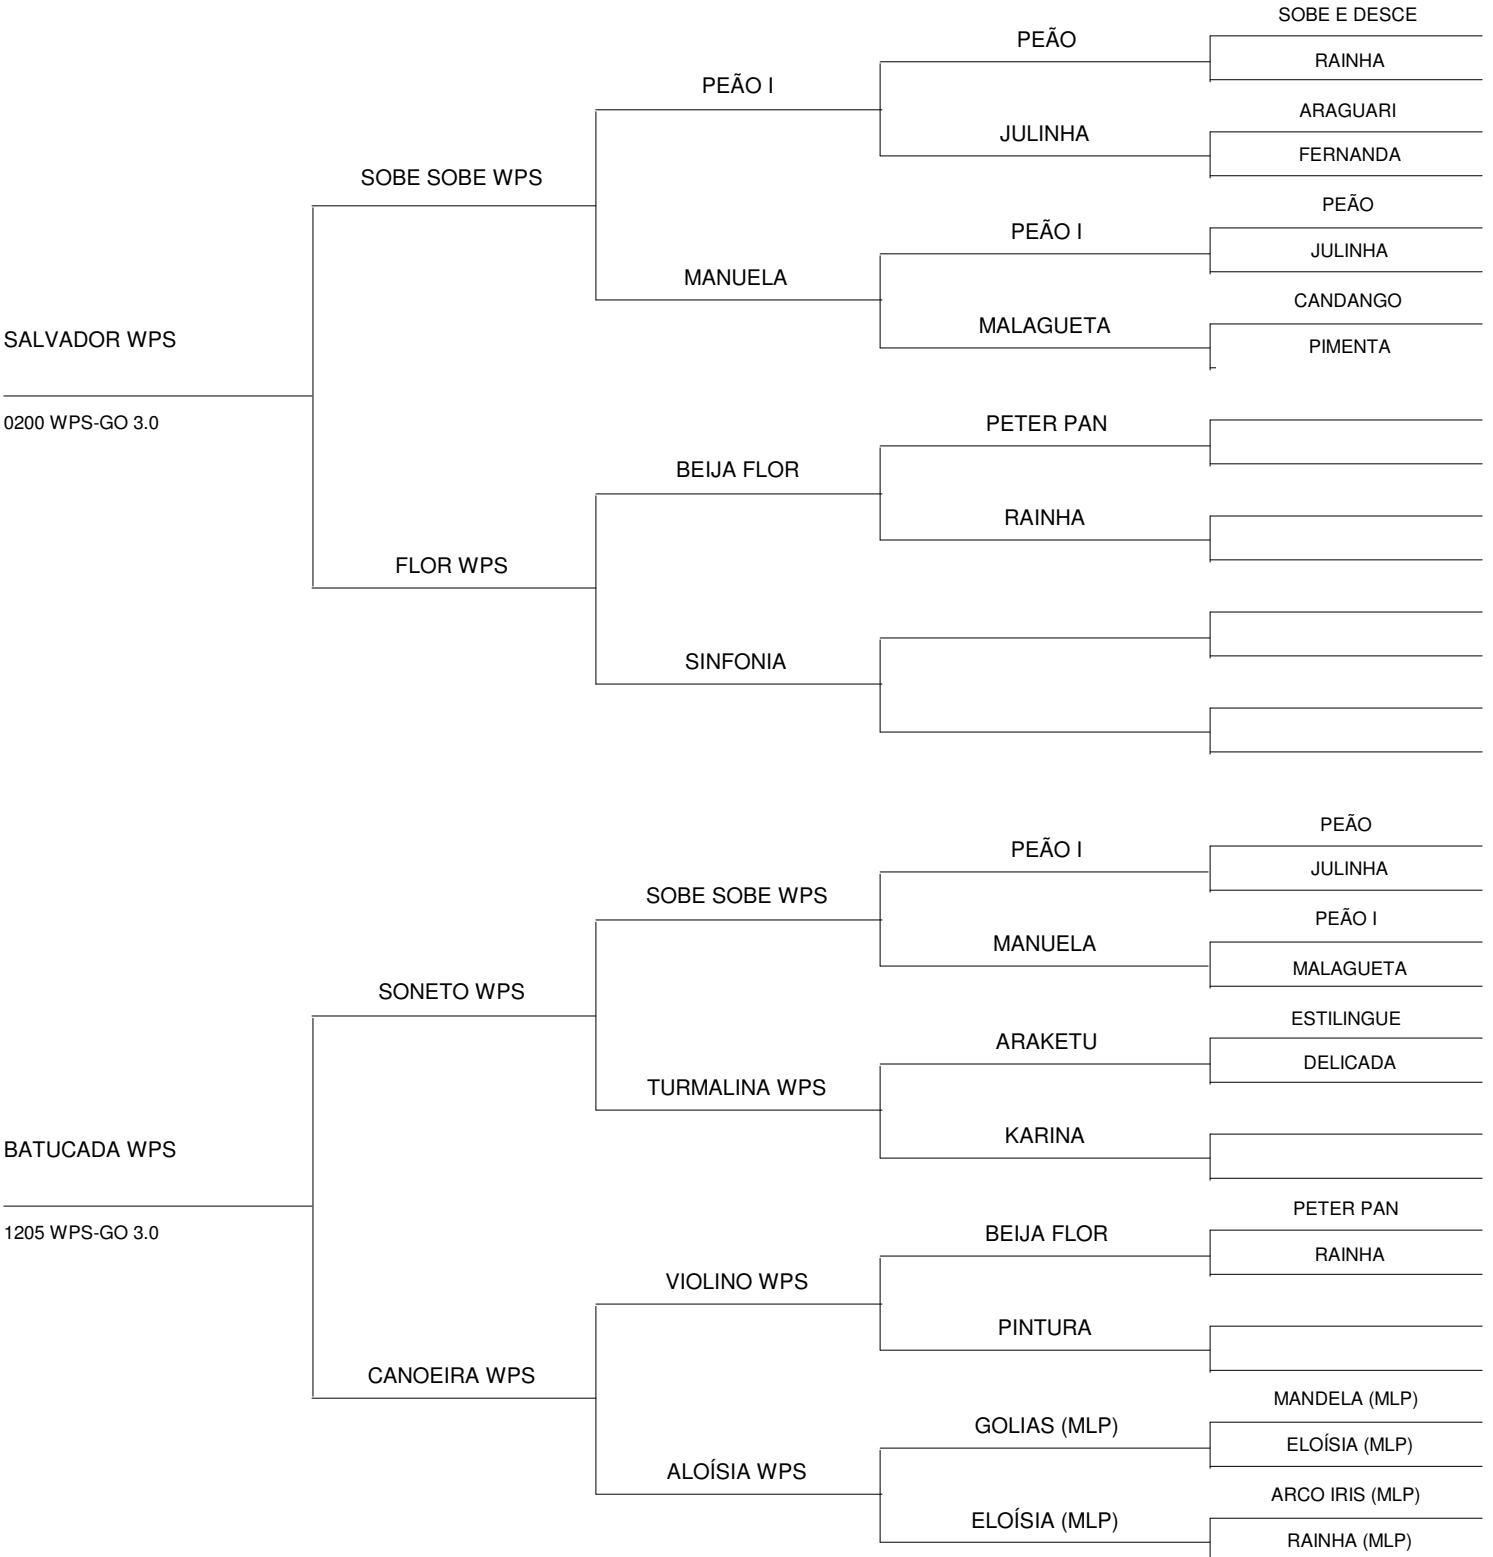 SOBE E DESCE
PEÃO
RAINHA
PEÃO I
ARAGUARI
JULINHA
FERNANDA
SOBE SOBE WPS
PEÃO
PEÃO I
JULINHA
MANUELA
CANDANGO
MALAGUETA
SALVADOR WPS
PIMENTA
0200 WPS-GO 3.0
PETER PAN
BEIJA FLOR
RAINHA
FLOR WPS
SINFONIA
PEÃO
PEÃO I
JULINHA
SOBE SOBE WPS
PEÃO I
MANUELA
MALAGUETA
SONETO WPS
ESTILINGUE
ARAKETU
DELICADA
TURMALINA WPS
KARINA
BATUCADA WPS
PETER PAN
1205 WPS-GO 3.0
BEIJA FLOR
RAINHA
VIOLINO WPS
PINTURA
CANOEIRA WPS
MANDELA (MLP)
GOLIAS (MLP)
ELOÍSIA (MLP)
ALOÍSIA WPS
ARCO IRIS (MLP)
ELOÍSIA (MLP)
RAINHA (MLP)